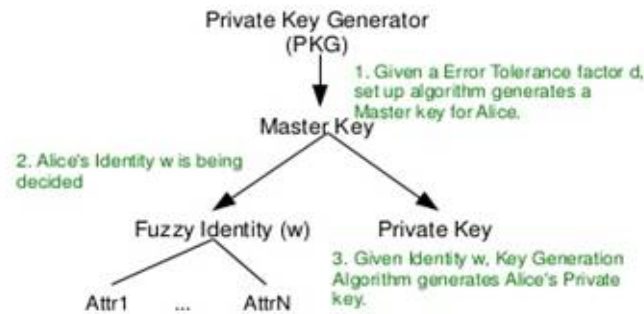 Private Key Generator
(PKG)
1. Given a Error Tolerance factor d,
set up algorithm generates a
Master key for Alice.
Master Key
2. Alice's Identity w is being
decided
Fuzzy Identity (w)
Private Key
3. Given Identity w, Key Generation
Algorithm generates Alice's Private
key.
Attr1 ... AttrN